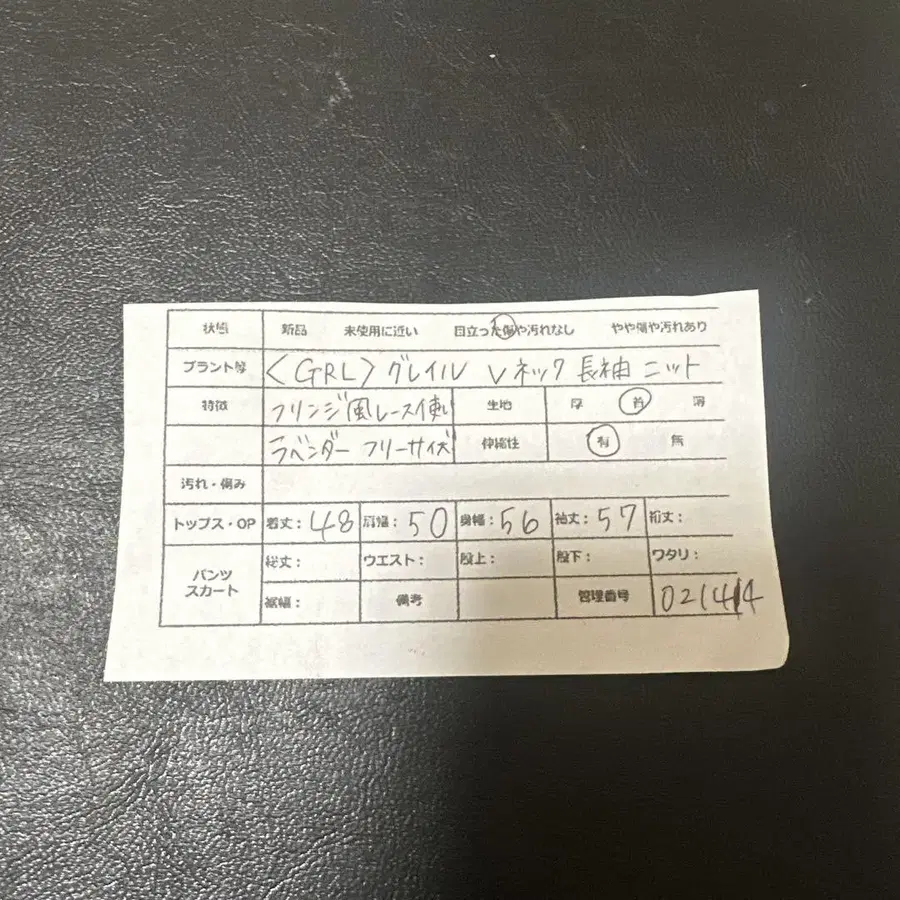 状態 新品 未使用に近い 目立った傷や汚れなし やや傷や汚れあり
ブランド等 〈GRL〉グレイル Vネック 長袖 ニット
特徴 フリンジ風レース使い 生地 厚 普 薄
ラベンダー フリーサイズ 伸縮性 有 無
汚れ・傷み
トップス・OP 着丈:48 肩幅:50 身幅:56 袖丈:57 裄丈:
パンツ スカート 総丈: ウエスト: 股上: 股下: ワタリ:
裾幅: 備考 管理番号 021414